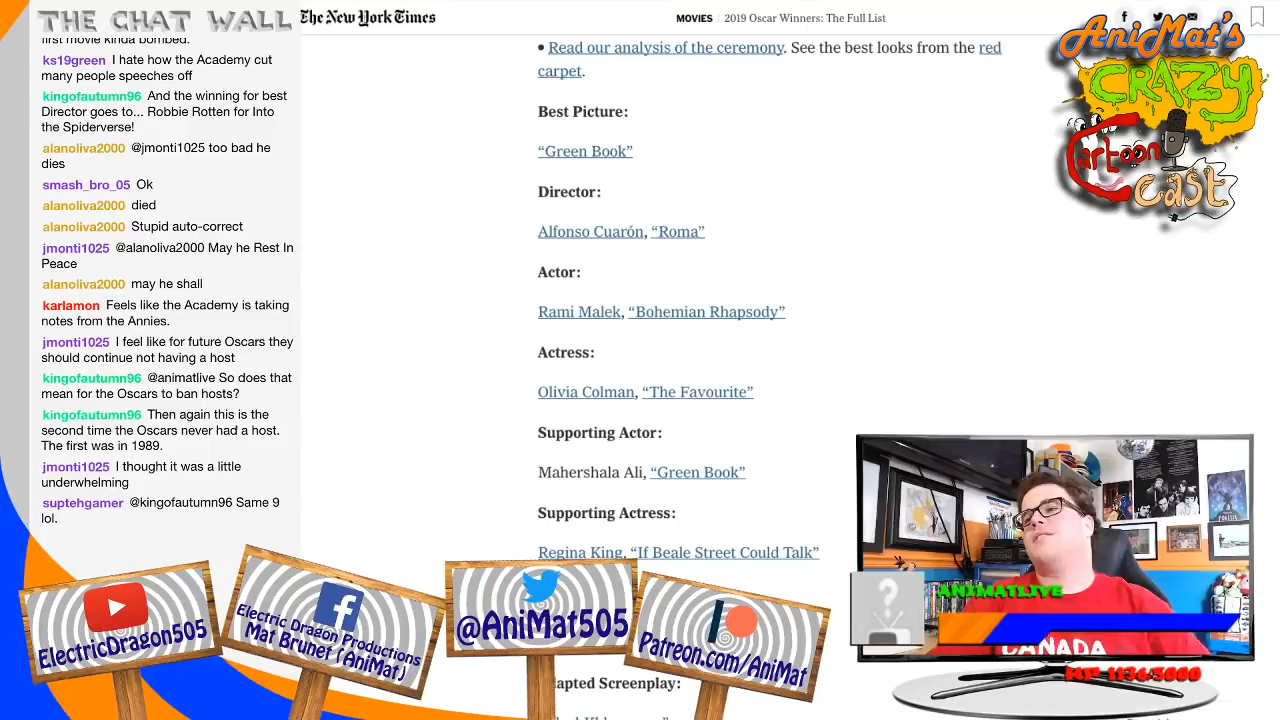 THE CHAT WALL
first movie kinda bombed.
ks19green I hate how the Academy cut
many people speeches off
kingofautumn96 And the winning for best
Director goes to... Robbie Rotten for Into
the Spiderverse!
alanoliva2000 @jmonti1025 too bad he
dies
smash_bro_05 Ok
alanoliva2000 died
alanoliva2000 Stupid auto-correct
jmonti1025 @alanoliva2000 May he Rest In
Peace
alanoliva2000 may he shall
karlamon Feels like the Academy is taking
notes from the Annies.
jmonti1025 I feel like for future Oscars they
should continue not having a host
kingofautumn96 @animatlive So does that
mean for the Oscars to ban hosts?
kingofautumn96 Then again this is the
second time the Oscars never had a host.
The first was in 1989.
jmonti1025 I thought it was a little
underwhelming
suptehgamer @kingofautumn96 Same 9
lol.
The New York Times
MOVIES | 2019 Oscar Winners: The Full List
• Read our analysis of the ceremony. See the best looks from the red
carpet.
Best Picture:
“Green Book”
Director:
Alfonso Cuarón, “Roma”
Actor:
Rami Malek, “Bohemian Rhapsody”
Actress:
Olivia Colman, “The Favourite”
Supporting Actor:
Mahershala Ali, “Green Book”
Supporting Actress:
Regina King, “If Beale Street Could Talk”
apted Screenplay:
AniMat's
CRAZY
Cartoon
Cast
ElectricDragon505
Electric Dragon Productions
Mat Brunet (AniMat)
@AniMat505
Patreon.com/AniMat
ANIMATLIVE
CANADA
HP 1136/3000